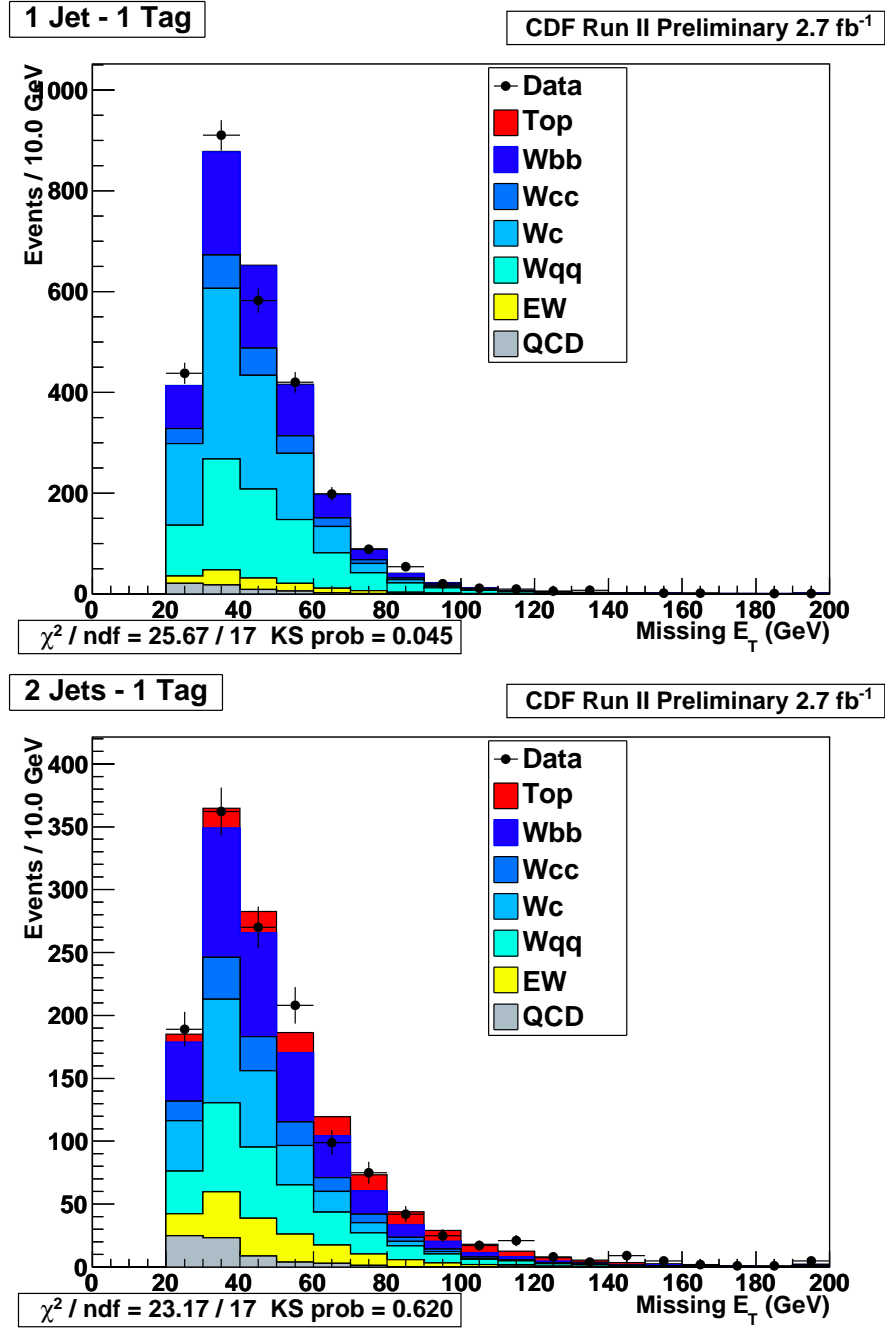 1 Jet - 1 Tag
CDF Run II Preliminary 2.7 fb⁻¹
Events / 10.0 GeV
1000
800
600
400
200
0
Data
Top
Wbb
Wcc
Wc
Wqq
EW
QCD
0 20 40 60 80 100 120 140 160 180 200
Missing E_T (GeV)
χ² / ndf = 25.67 / 17 KS prob = 0.045
2 Jets - 1 Tag
CDF Run II Preliminary 2.7 fb⁻¹
Events / 10.0 GeV
400
350
300
250
200
150
100
50
0
Data
Top
Wbb
Wcc
Wc
Wqq
EW
QCD
0 20 40 60 80 100 120 140 160 180 200
Missing E_T (GeV)
χ² / ndf = 23.17 / 17 KS prob = 0.620